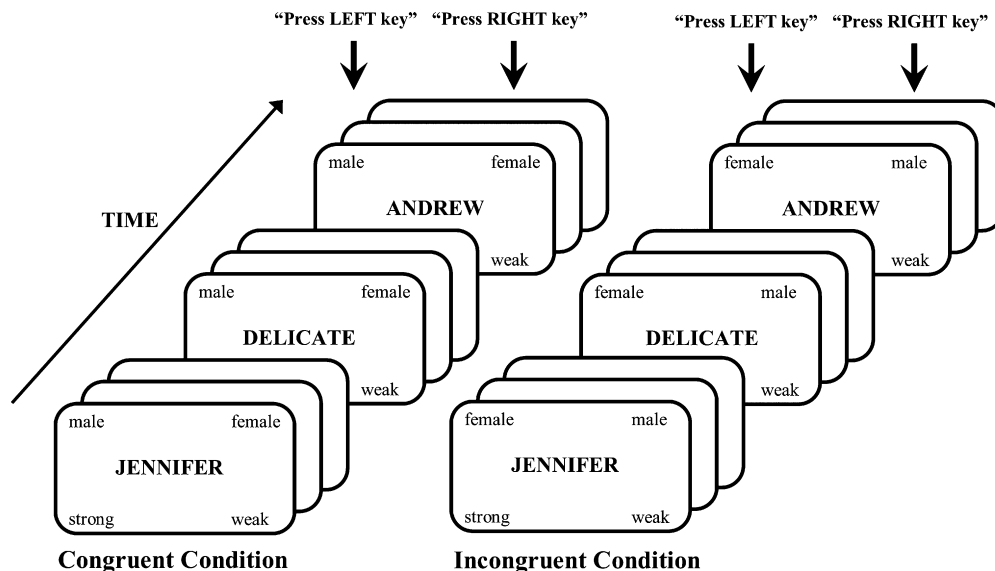 “Press LEFT key” “Press RIGHT key” “Press LEFT key” “Press RIGHT key”
TIME
male female
ANDREW
weak
male female
DELICATE
weak
male female
JENNIFER
strong weak
Congruent Condition
female male
ANDREW
weak
female male
DELICATE
weak
female male
JENNIFER
strong weak
Incongruent Condition